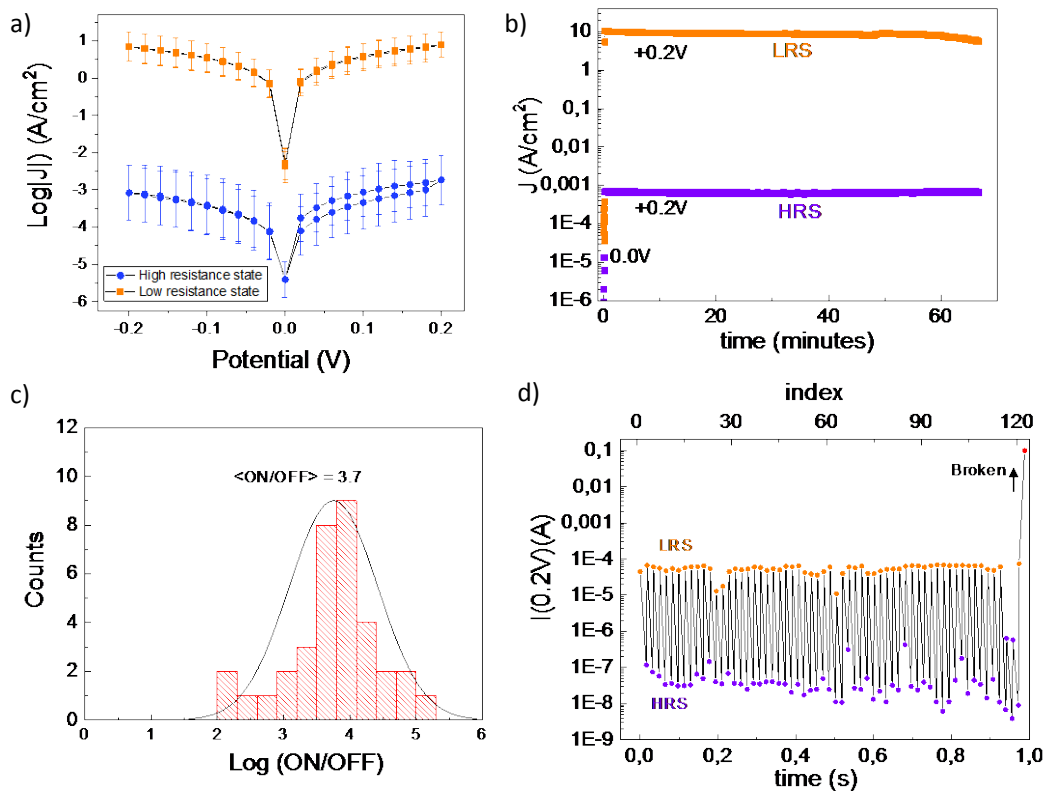 a)
Log|J|) (A/cm²)
1
0
-1
-2
-3
-4
-5
-6
High resistance state
Low resistance state
-0.2
-0.1
0.0
0.1
0.2
Potential (V)
b)
J (A/cm²)
10
1
0,1
0,01
0,001
1E-4
1E-5
1E-6
+0.2V
LRS
+0.2V
HRS
0.0V
0
20
40
60
time (minutes)
c)
Counts
12
10
8
6
4
2
0
<ON/OFF> = 3.7
0
1
2
3
4
5
6
Log (ON/OFF)
d)
index
0
30
60
90
120
I(0.2V)(A)
0,1
0,01
0,001
1E-4
1E-5
1E-6
1E-7
1E-8
1E-9
Broken
LRS
HRS
0,0
0,2
0,4
0,6
0,8
1,0
time (s)